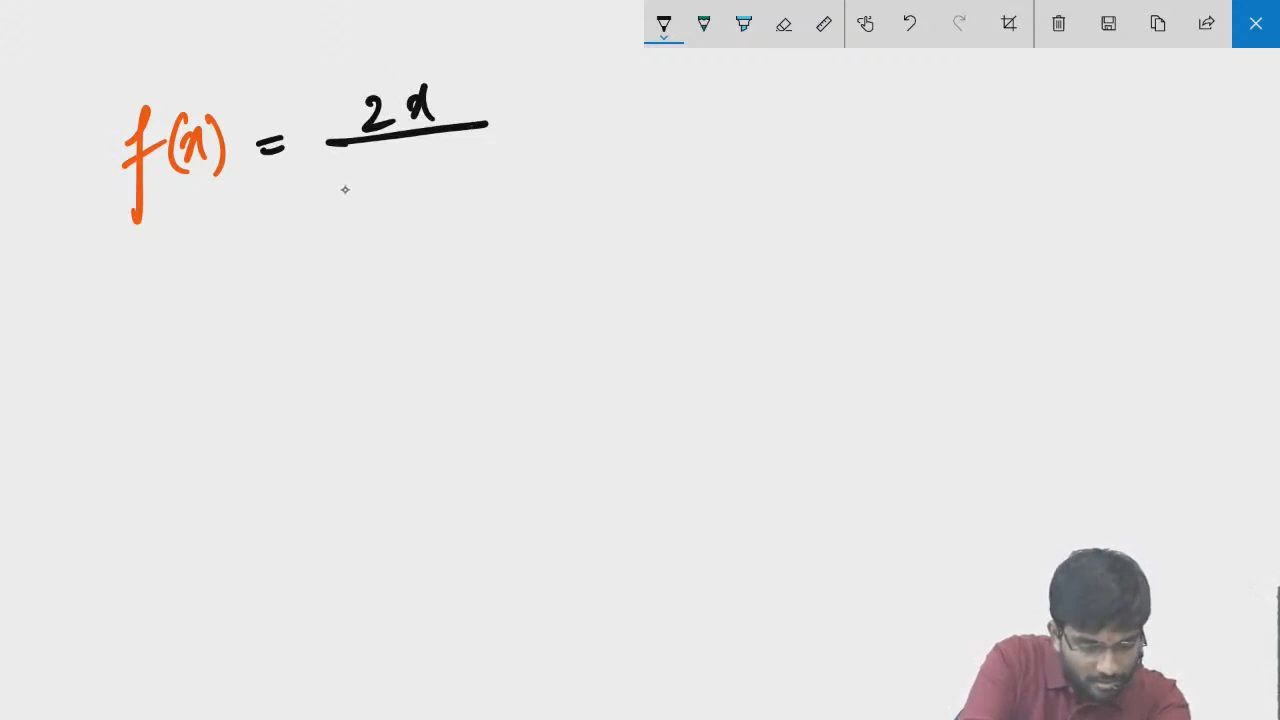 f(x) = 2x /